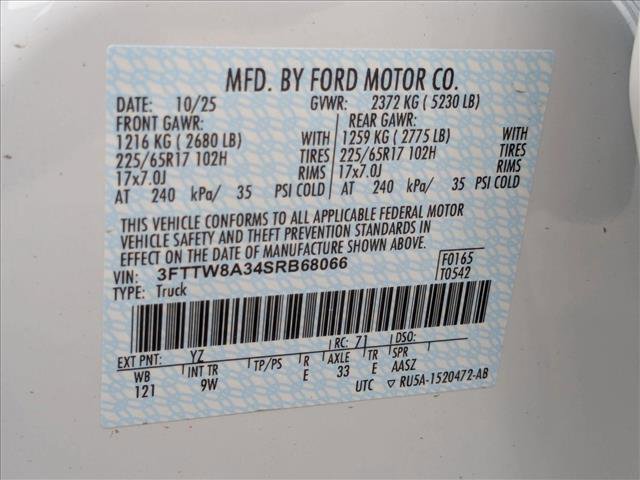 MFD. BY FORD MOTOR CO.
DATE: 10/25 GVWR: 2372 KG ( 5230 LB)
FRONT GAWR: REAR GAWR:
1216 KG ( 2680 LB) WITH 1259 KG ( 2775 LB) WITH
225/65R17 102H TIRES 225/65R17 102H TIRES
17x7.0J RIMS 17x7.0J RIMS
AT 240 kPa/ 35 PSI COLD AT 240 kPa/ 35 PSI COLD
THIS VEHICLE CONFORMS TO ALL APPLICABLE FEDERAL MOTOR
VEHICLE SAFETY AND THEFT PREVENTION STANDARDS IN
EFFECT ON THE DATE OF MANUFACTURE SHOWN ABOVE.
VIN: 3FTTW8A34SRB68066 F0165
TYPE: Truck T0542
EXT PNT: YZ RC: 71 DSO:
WB INT TR TP/PS R AXLE TR SPR
121 9W E 33 E AASZ
UTC ▽ RU5A-1520472-AB